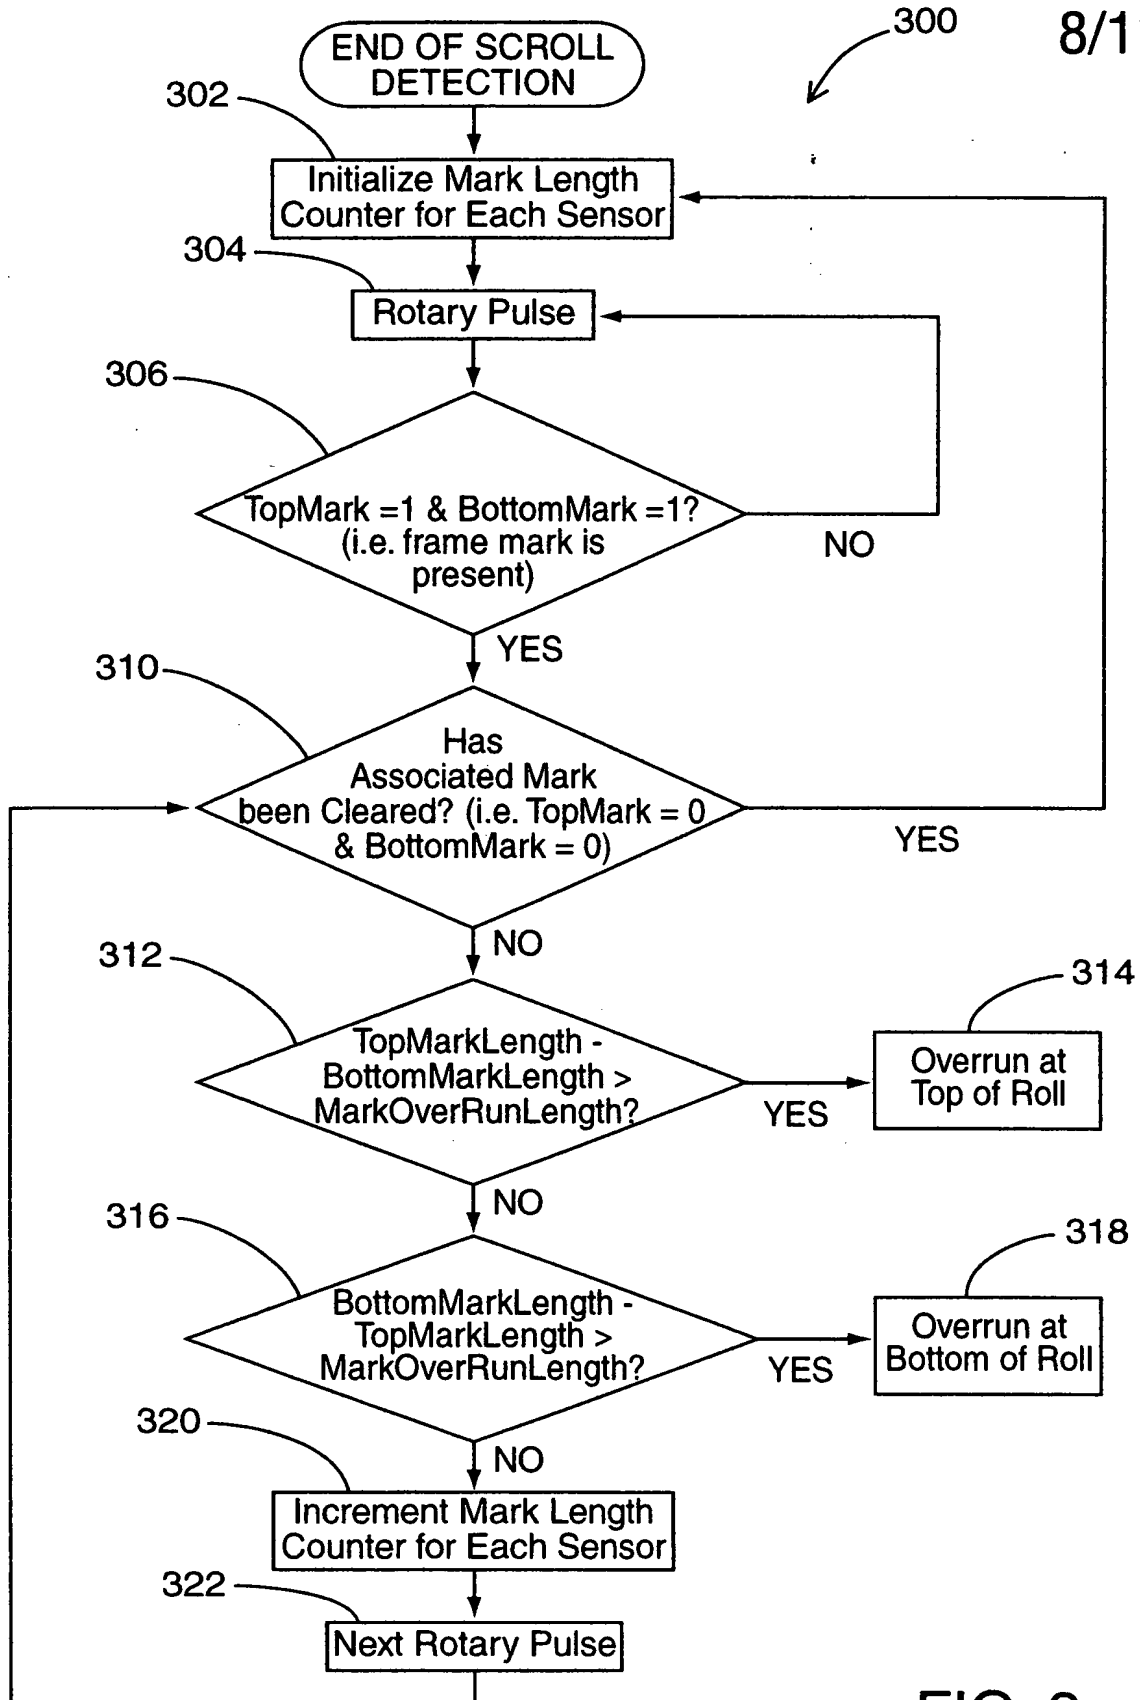 300
8/1
END OF SCROLL
DETECTION
302
Initialize Mark Length
Counter for Each Sensor
304
Rotary Pulse
306
TopMark =1 & BottomMark =1?
(i.e. frame mark is
present)
NO
YES
310
Has
Associated Mark
been Cleared? (i.e. TopMark = 0
& BottomMark = 0)
YES
NO
312
TopMarkLength -
BottomMarkLength >
MarkOverRunLength?
YES
314
Overrun at
Top of Roll
NO
316
BottomMarkLength -
TopMarkLength >
MarkOverRunLength?
YES
318
Overrun at
Bottom of Roll
NO
320
Increment Mark Length
Counter for Each Sensor
322
Next Rotary Pulse